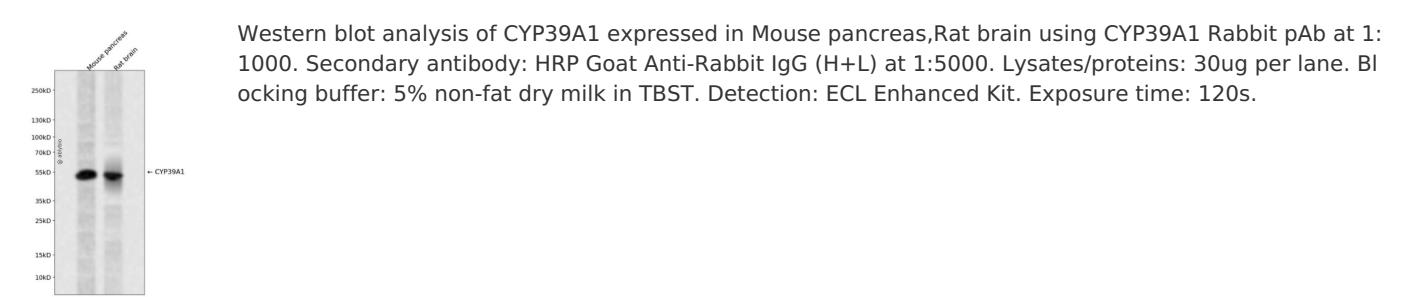 Mouse pancreas
Rat brain
250kD
130kD
100kD
70kD
55kD
35kD
25kD
15kD
10kD
@ ablybio
← CYP39A1
Western blot analysis of CYP39A1 expressed in Mouse pancreas,Rat brain using CYP39A1 Rabbit pAb at 1:
1000. Secondary antibody: HRP Goat Anti-Rabbit IgG (H+L) at 1:5000. Lysates/proteins: 30ug per lane. Bl
ocking buffer: 5% non-fat dry milk in TBST. Detection: ECL Enhanced Kit. Exposure time: 120s.